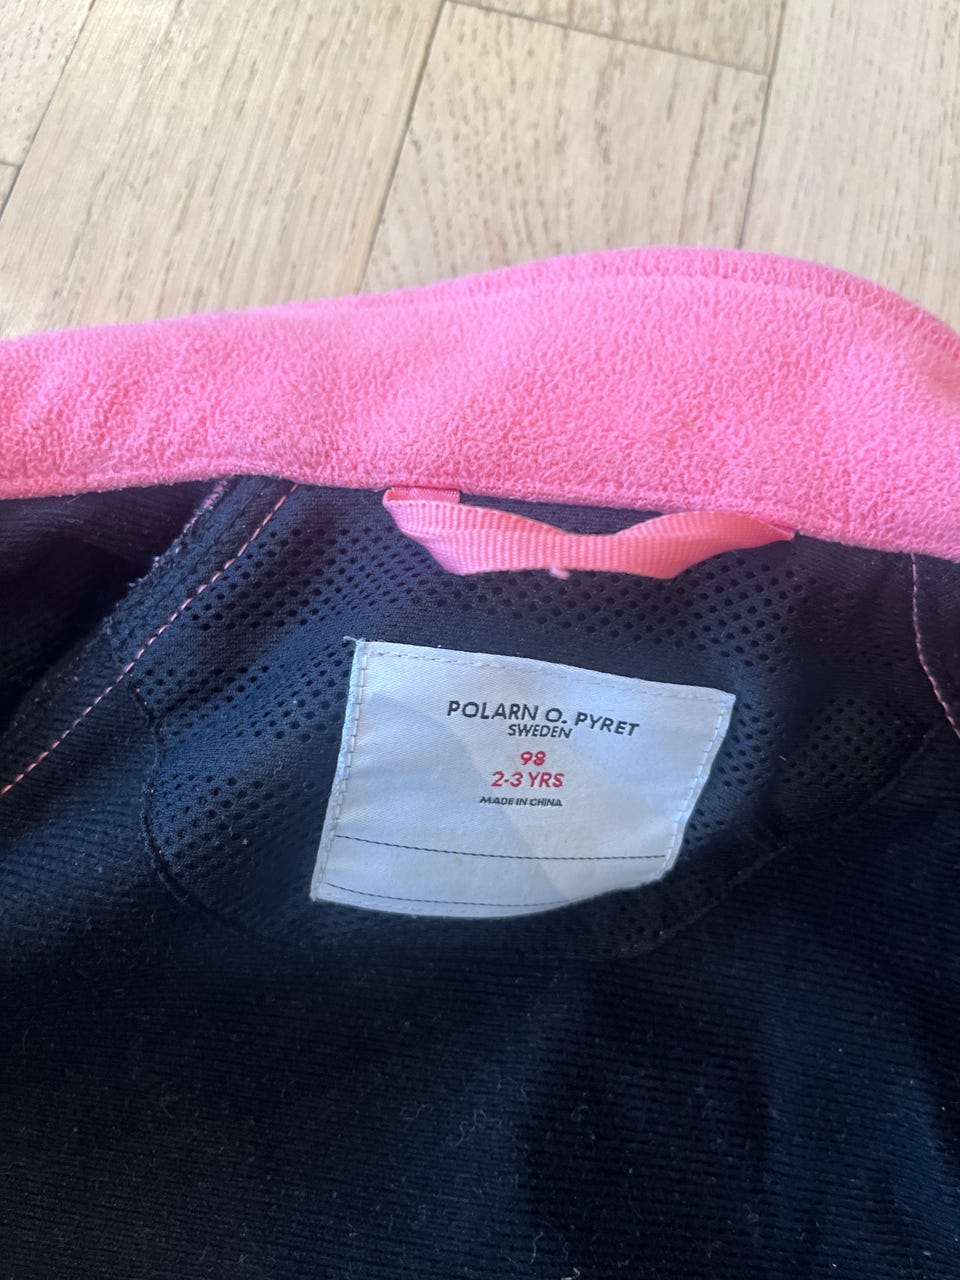 POLARN O. PYRET
SWEDEN
98
2-3 YRS
MADE IN CHINA